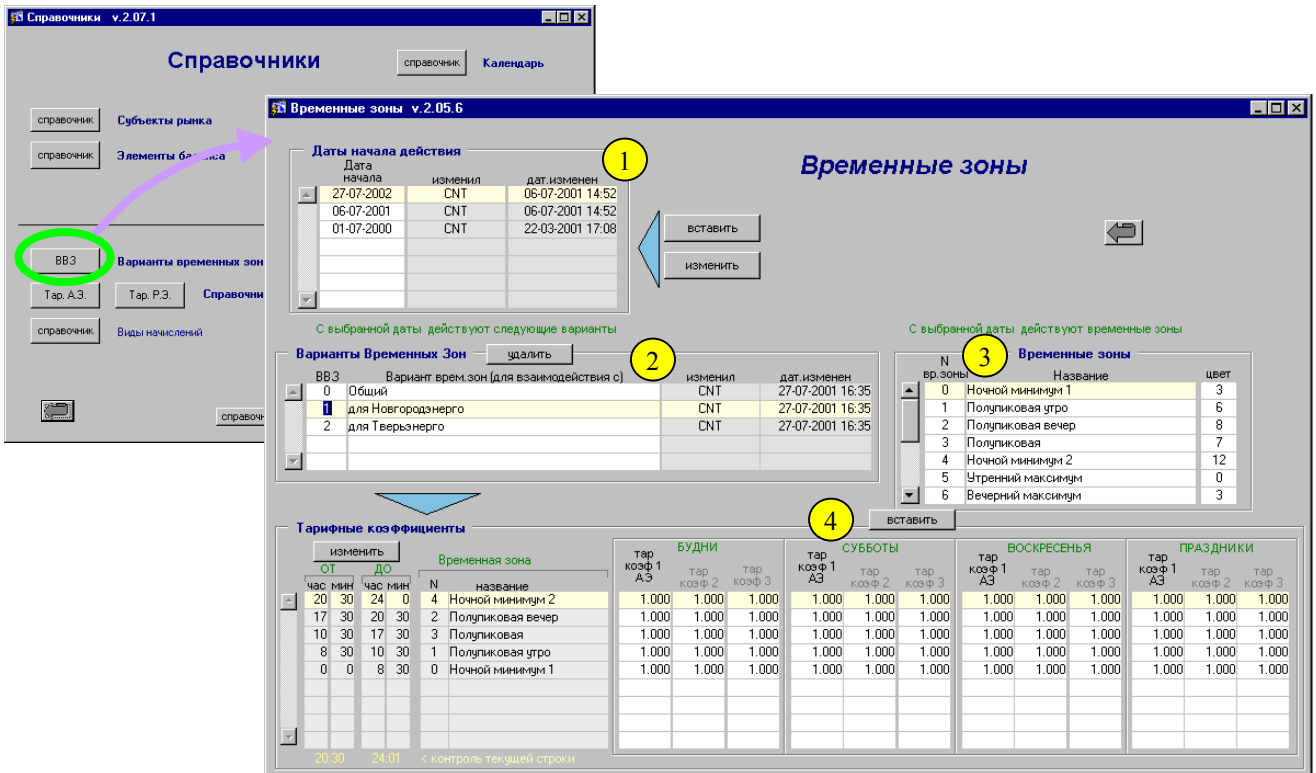 Справочники v.2.07.1
Справочники
справочник Календарь
справочник Субъекты рынка
справочник Элементы баланса
ВВЗ Варианты временных зон
Тар. А.Э. Тар. Р.Э.
справочник Виды начислений
Временные зоны v.2.05.6
Временные зоны
Даты начала действия 1
Дата начала изменил дат.изменен
27-07-2002 CNT 06-07-2001 14:52
06-07-2001 CNT 06-07-2001 14:52
01-07-2000 CNT 22-03-2001 17:08
вставить
изменить
С выбранной даты действуют следующие варианты
Варианты Временных Зон удалить 2
ВВЗ Вариант врем.зон (для взаимодействия с) изменил дат.изменен
0 Общий CNT 27-07-2001 16:35
1 для Новгородэнерго CNT 27-07-2001 16:35
2 для Тверьэнерго CNT 27-07-2001 16:35
С выбранной даты действуют временные зоны
3 Временные зоны
N вр.зоны Название цвет
0 Ночной минимум 1 3
1 Полупиковая утро 6
2 Полупиковая вечер 8
3 Полупиковая 7
4 Ночной минимум 2 12
5 Утренний максимум 0
6 Вечерний максимум 3
4 вставить
Тарифные коэффициенты
изменить
ОТ ДО Временная зона
БУДНИ СУББОТЫ ВОСКРЕСЕНЬЯ ПРАЗДНИКИ
час мин час мин N название тар коэф 1 АЭ тар коэф 2 тар коэф 3 тар коэф 1 АЭ тар коэф 2 тар коэф 3 тар коэф 1 АЭ тар коэф 2 тар коэф 3 тар коэф 1 АЭ тар коэф 2 тар коэф 3
20 30 24 0 4 Ночной минимум 2 1.000 1.000 1.000 1.000 1.000 1.000 1.000 1.000 1.000 1.000 1.000 1.000
17 30 20 30 2 Полупиковая вечер 1.000 1.000 1.000 1.000 1.000 1.000 1.000 1.000 1.000 1.000 1.000 1.000
10 30 17 30 3 Полупиковая 1.000 1.000 1.000 1.000 1.000 1.000 1.000 1.000 1.000 1.000 1.000 1.000
8 30 10 30 1 Полупиковая утро 1.000 1.000 1.000 1.000 1.000 1.000 1.000 1.000 1.000 1.000 1.000 1.000
0 0 8 30 0 Ночной минимум 1 1.000 1.000 1.000 1.000 1.000 1.000 1.000 1.000 1.000 1.000 1.000 1.000
20:30 24:01 < контроль текущей строки